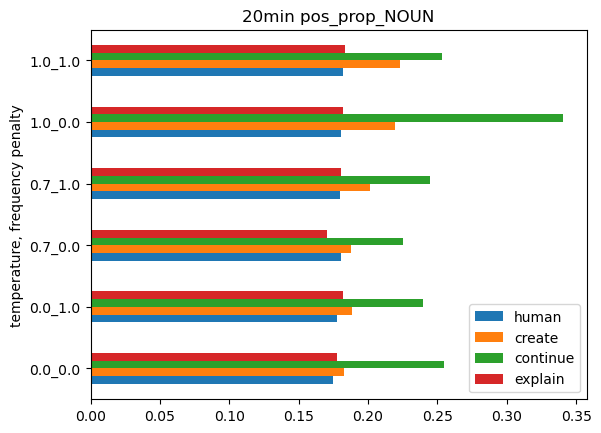 20min pos_prop_NOUN
temperature, frequency penalty
1.0_1.0
1.0_0.0
0.7_1.0
0.7_0.0
0.0_1.0
0.0_0.0
human
create
continue
explain
0.00 0.05 0.10 0.15 0.20 0.25 0.30 0.35